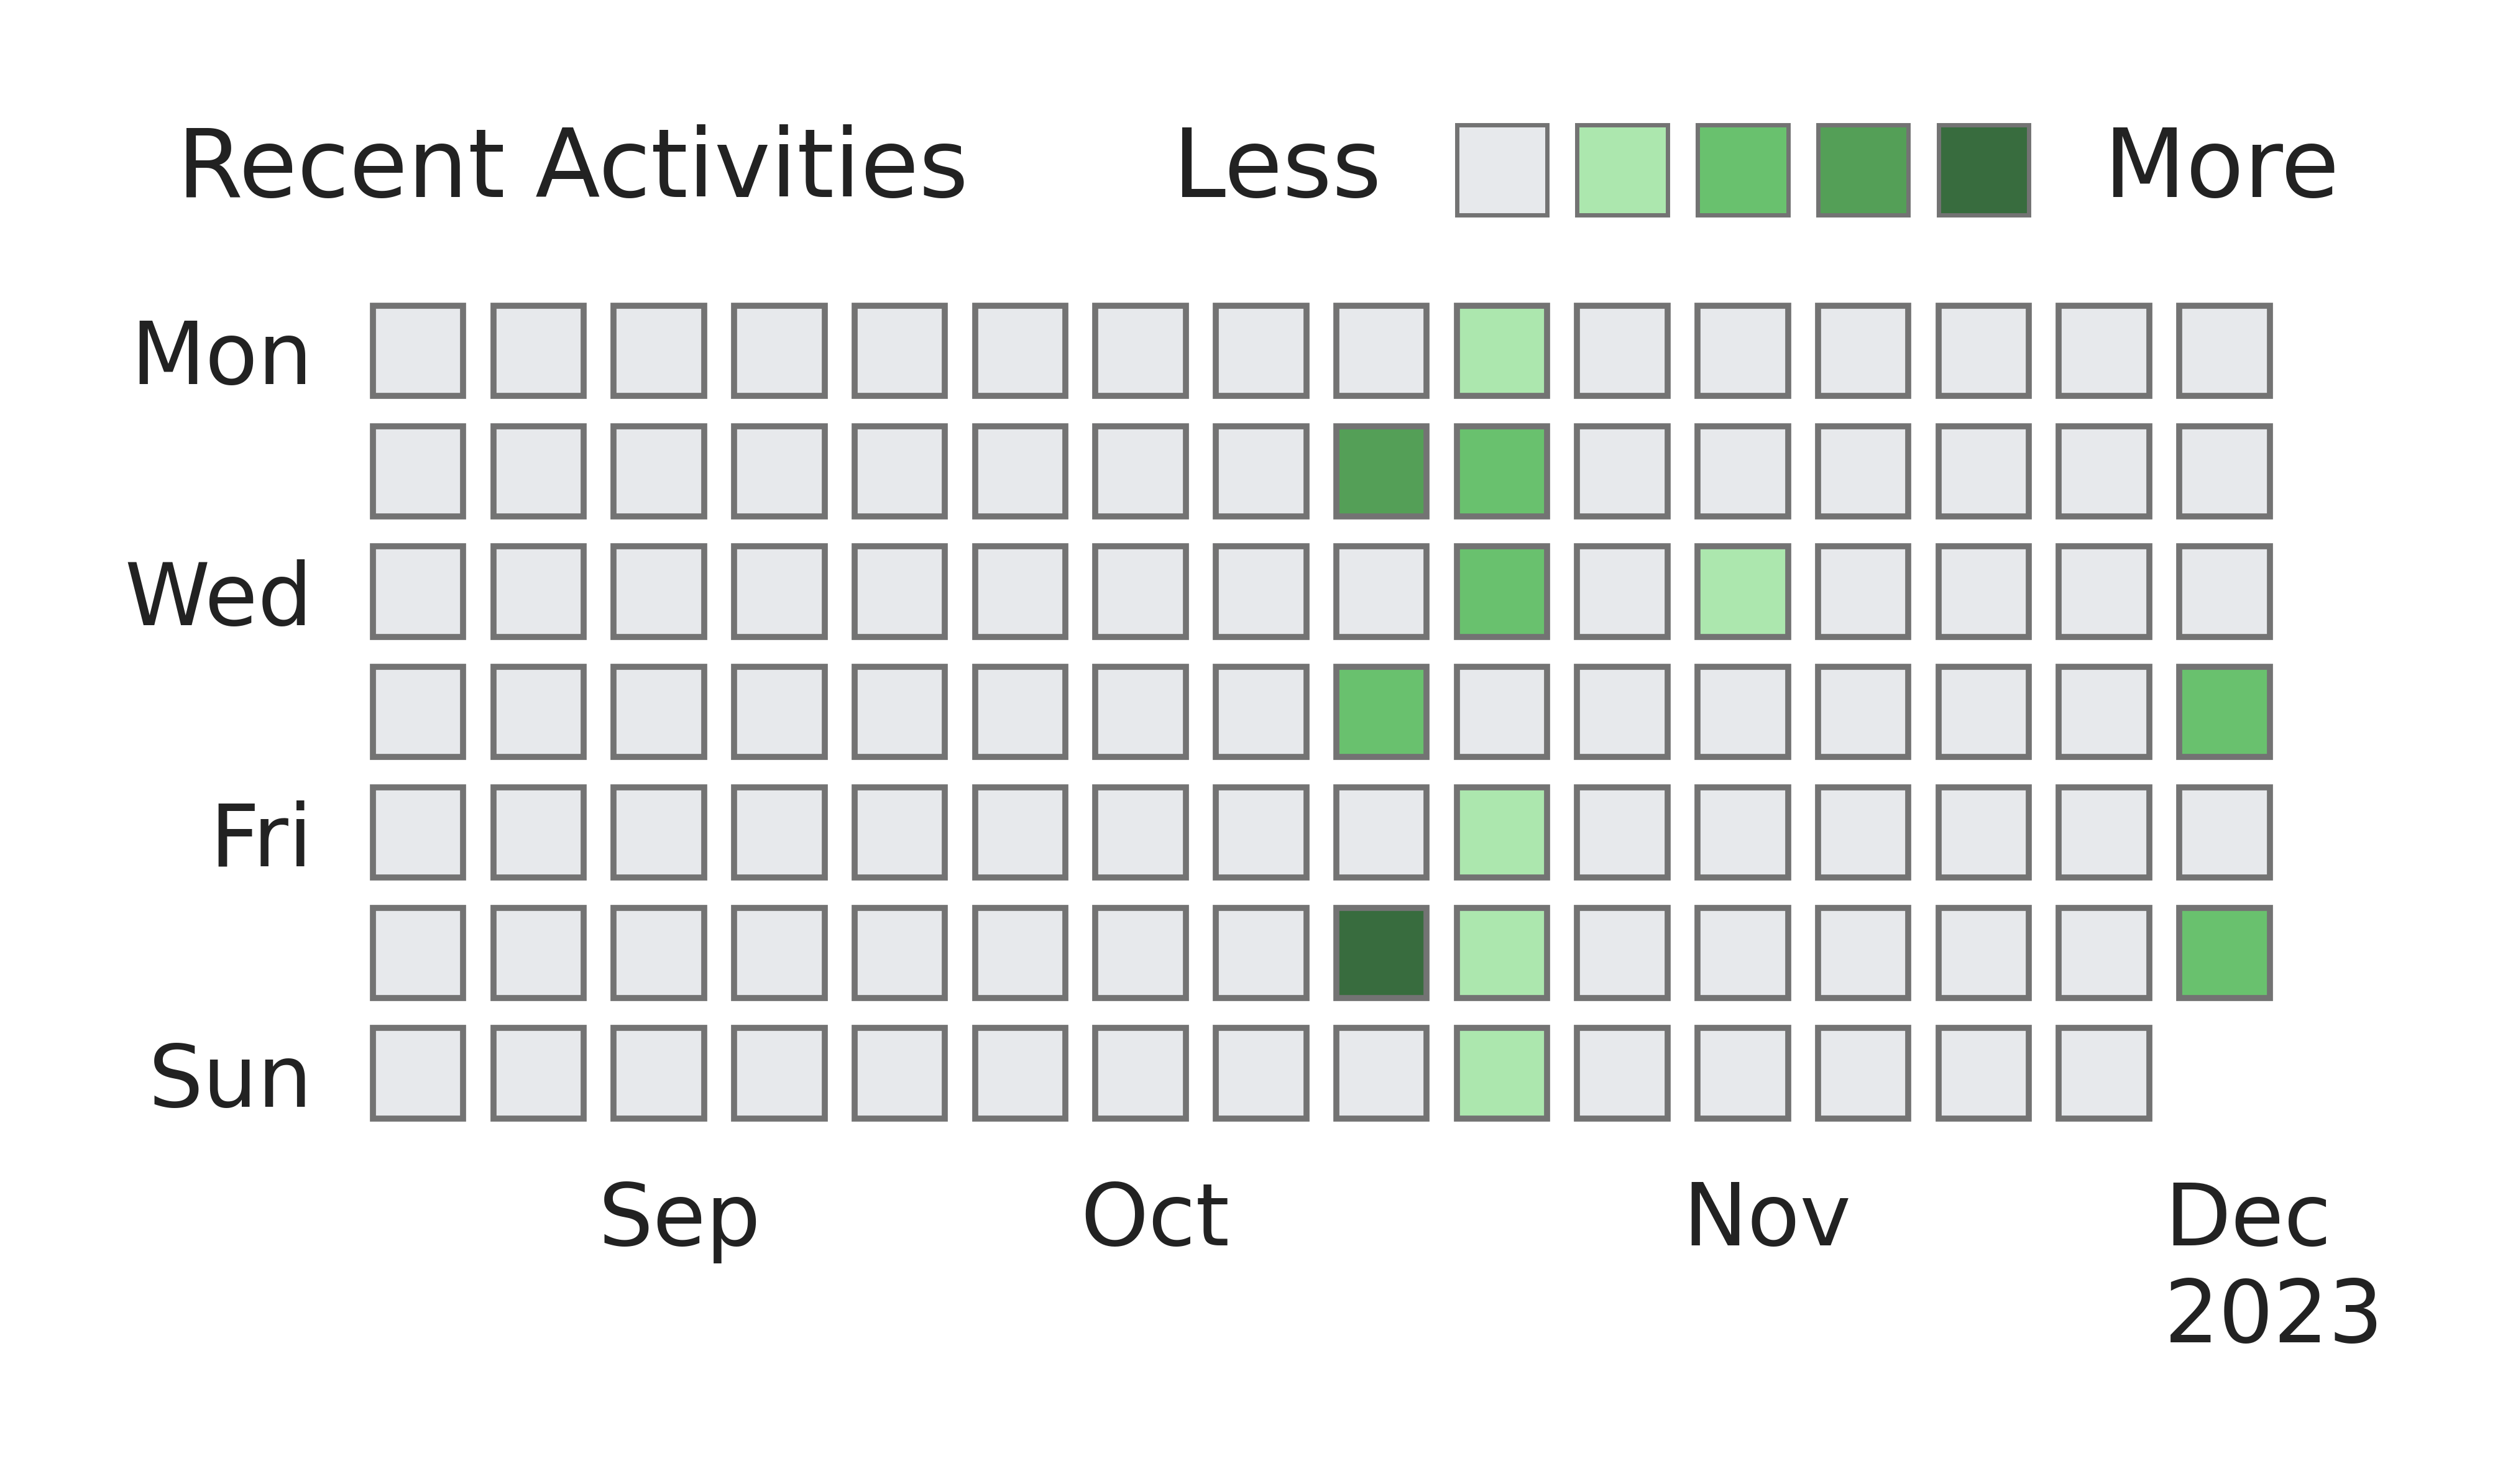 Recent Activities Less More
Mon
Wed
Fri
Sun
Sep Oct Nov Dec
2023